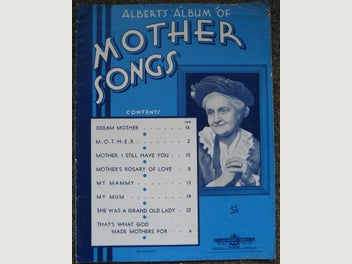 ALBERT'S ALBUM OF
MOTHER
SONGS
CONTENTS
PAGE
DREAM MOTHER . . . . . . 16
M-O-T-H-E-R . . . . . . . 2
MOTHER, I STILL HAVE YOU . 10
MOTHER'S ROSARY OF LOVE . 8
MY MAMMY . . . . . . . 12
MY MUM . . . . . . . . 19
SHE WAS A GRAND OLD LADY . 22
THAT'S WHAT GOD
MADE MOTHERS FOR . . . 6